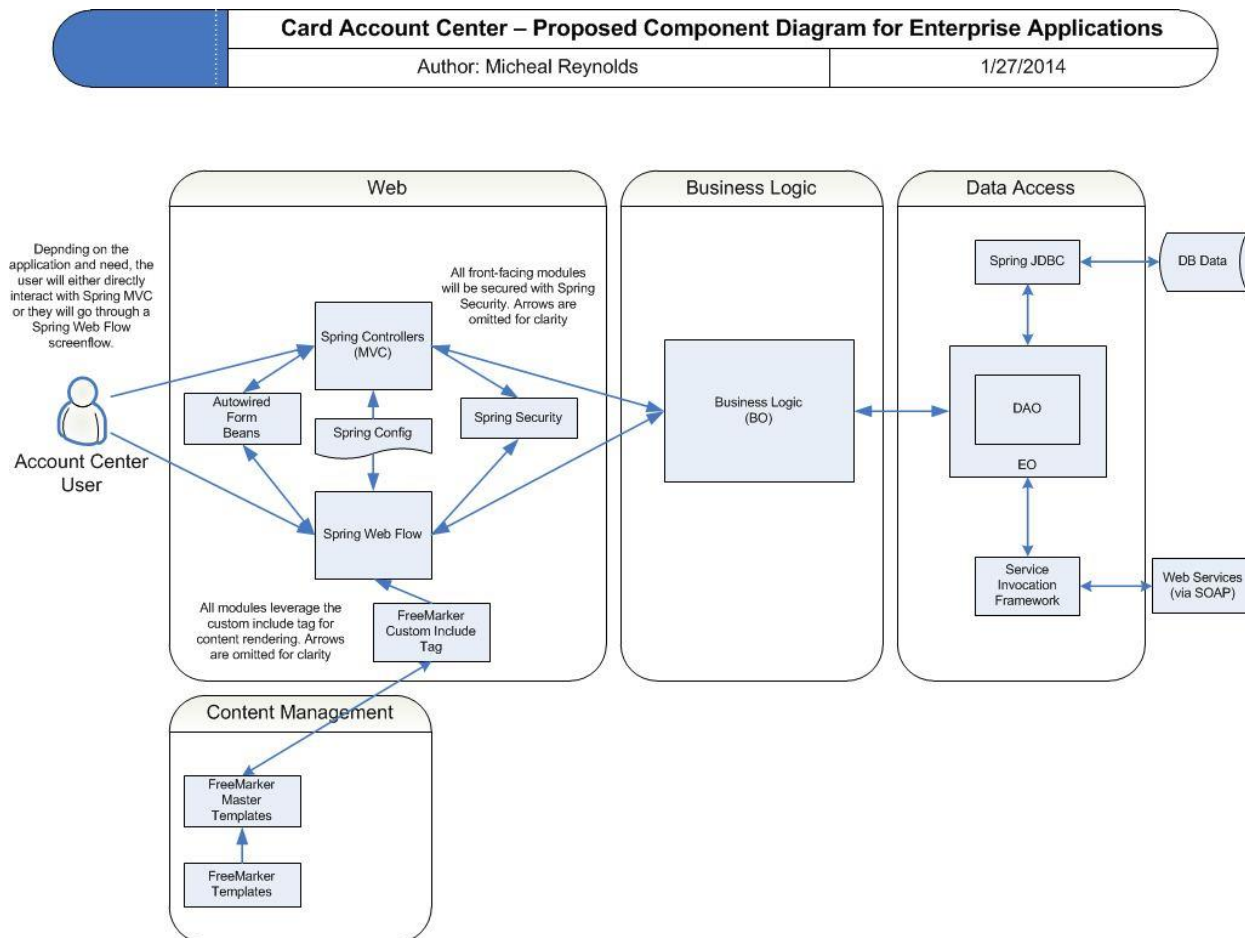 Card Account Center – Proposed Component Diagram for Enterprise Applications
Author: Micheal Reynolds
1/27/2014
Web
Business Logic
Data Access
Depnding on the
application and need, the
user will either directly
interact with Spring MVC
or they will go through a
Spring Web Flow
screenflow.
All front-facing modules
will be secured with Spring
Security. Arrows are
omitted for clarity
Spring JDBC
DB Data
Spring Controllers
(MVC)
Autowired
Form
Beans
Spring Config
Spring Security
Business Logic
(BO)
DAO
EO
Account Center
User
Spring Web Flow
Service
Invocation
Framework
Web Services
(via SOAP)
All modules leverage the
custom include tag for
content rendering. Arrows
are omitted for clarity
FreeMarker
Custom Include
Tag
Content Management
FreeMarker
Master
Templates
FreeMarker
Templates